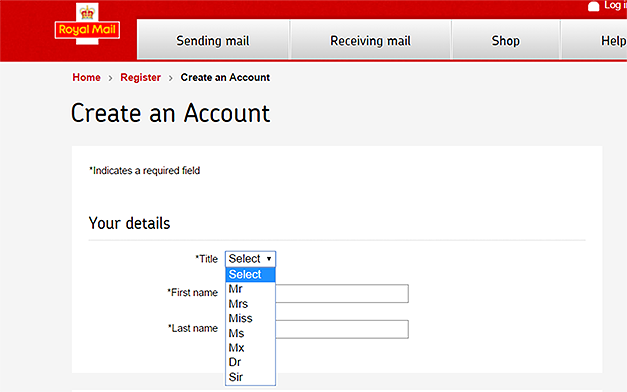 Log i
Royal Mail
Sending mail
Receiving mail
Shop
Help
Home › Register › Create an Account
Create an Account
*Indicates a required field
Your details
*Title
Select ▼
Select
Mr
*First name
Mrs
Miss
*Last name
Ms
Mx
Dr
Sir